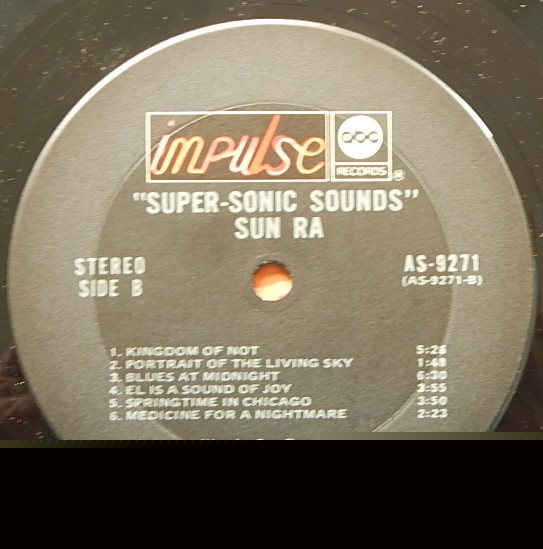 impulse abc
RECORDS ®
"SUPER-SONIC SOUNDS"
SUN RA
STEREO AS-9271
SIDE B (AS-9271-B)
1. KINGDOM OF NOT 5:26
2. PORTRAIT OF THE LIVING SKY 1:48
3. BLUES AT MIDNIGHT 6:30
4. EL IS A SOUND OF JOY 3:55
5. SPRINGTIME IN CHICAGO 3:50
6. MEDICINE FOR A NIGHTMARE 2:23